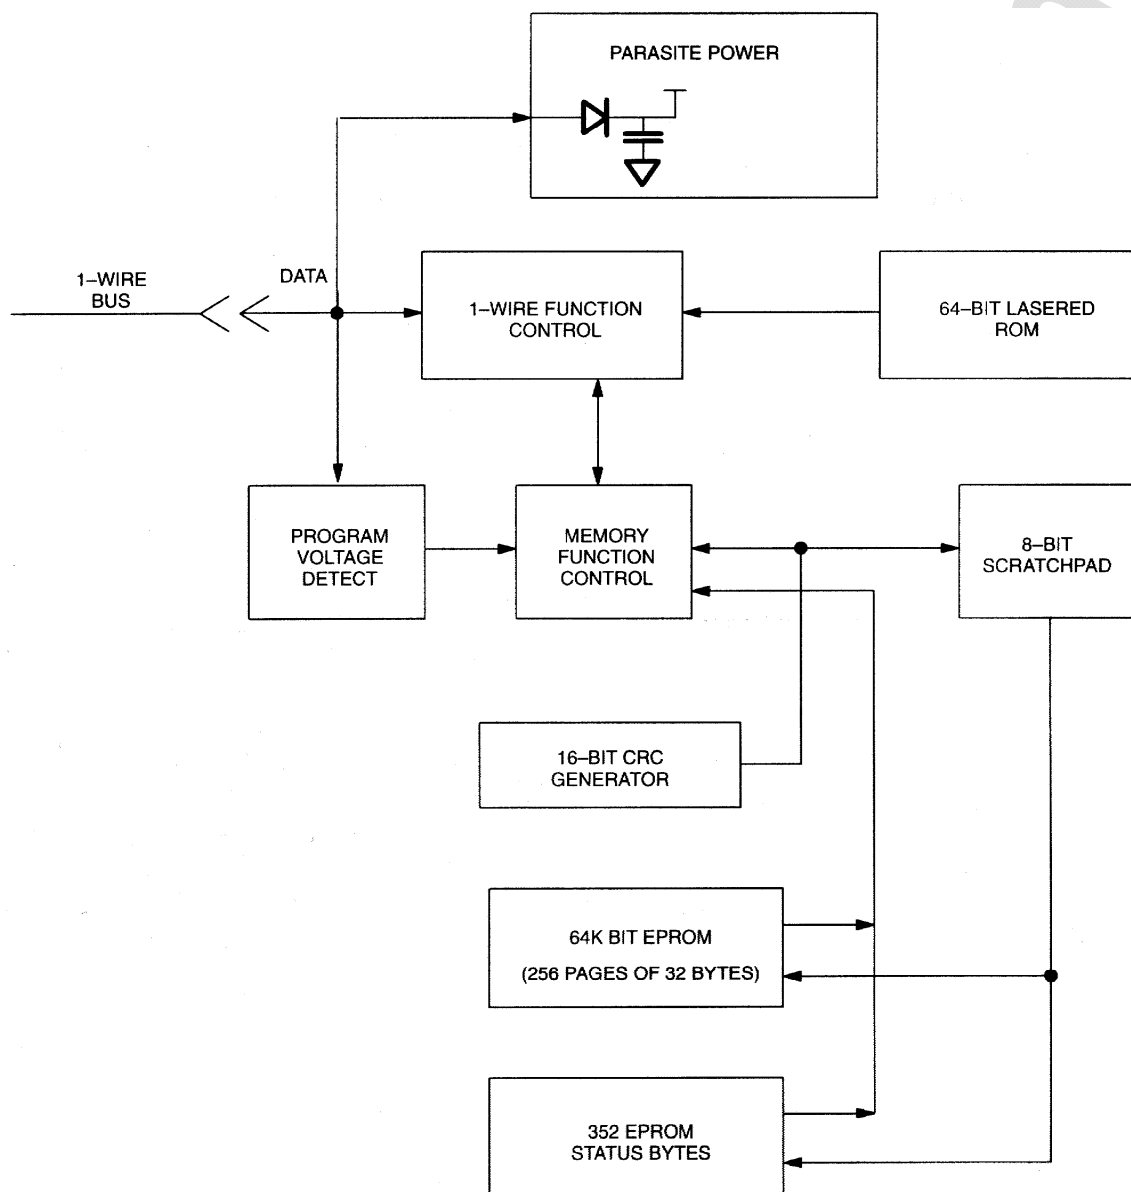 PARASITE POWER
1–WIRE
BUS
DATA
1–WIRE FUNCTION
CONTROL
64–BIT LASERED
ROM
PROGRAM
VOLTAGE
DETECT
MEMORY
FUNCTION
CONTROL
8–BIT
SCRATCHPAD
16–BIT CRC
GENERATOR
64K BIT EPROM
(256 PAGES OF 32 BYTES)
352 EPROM
STATUS BYTES